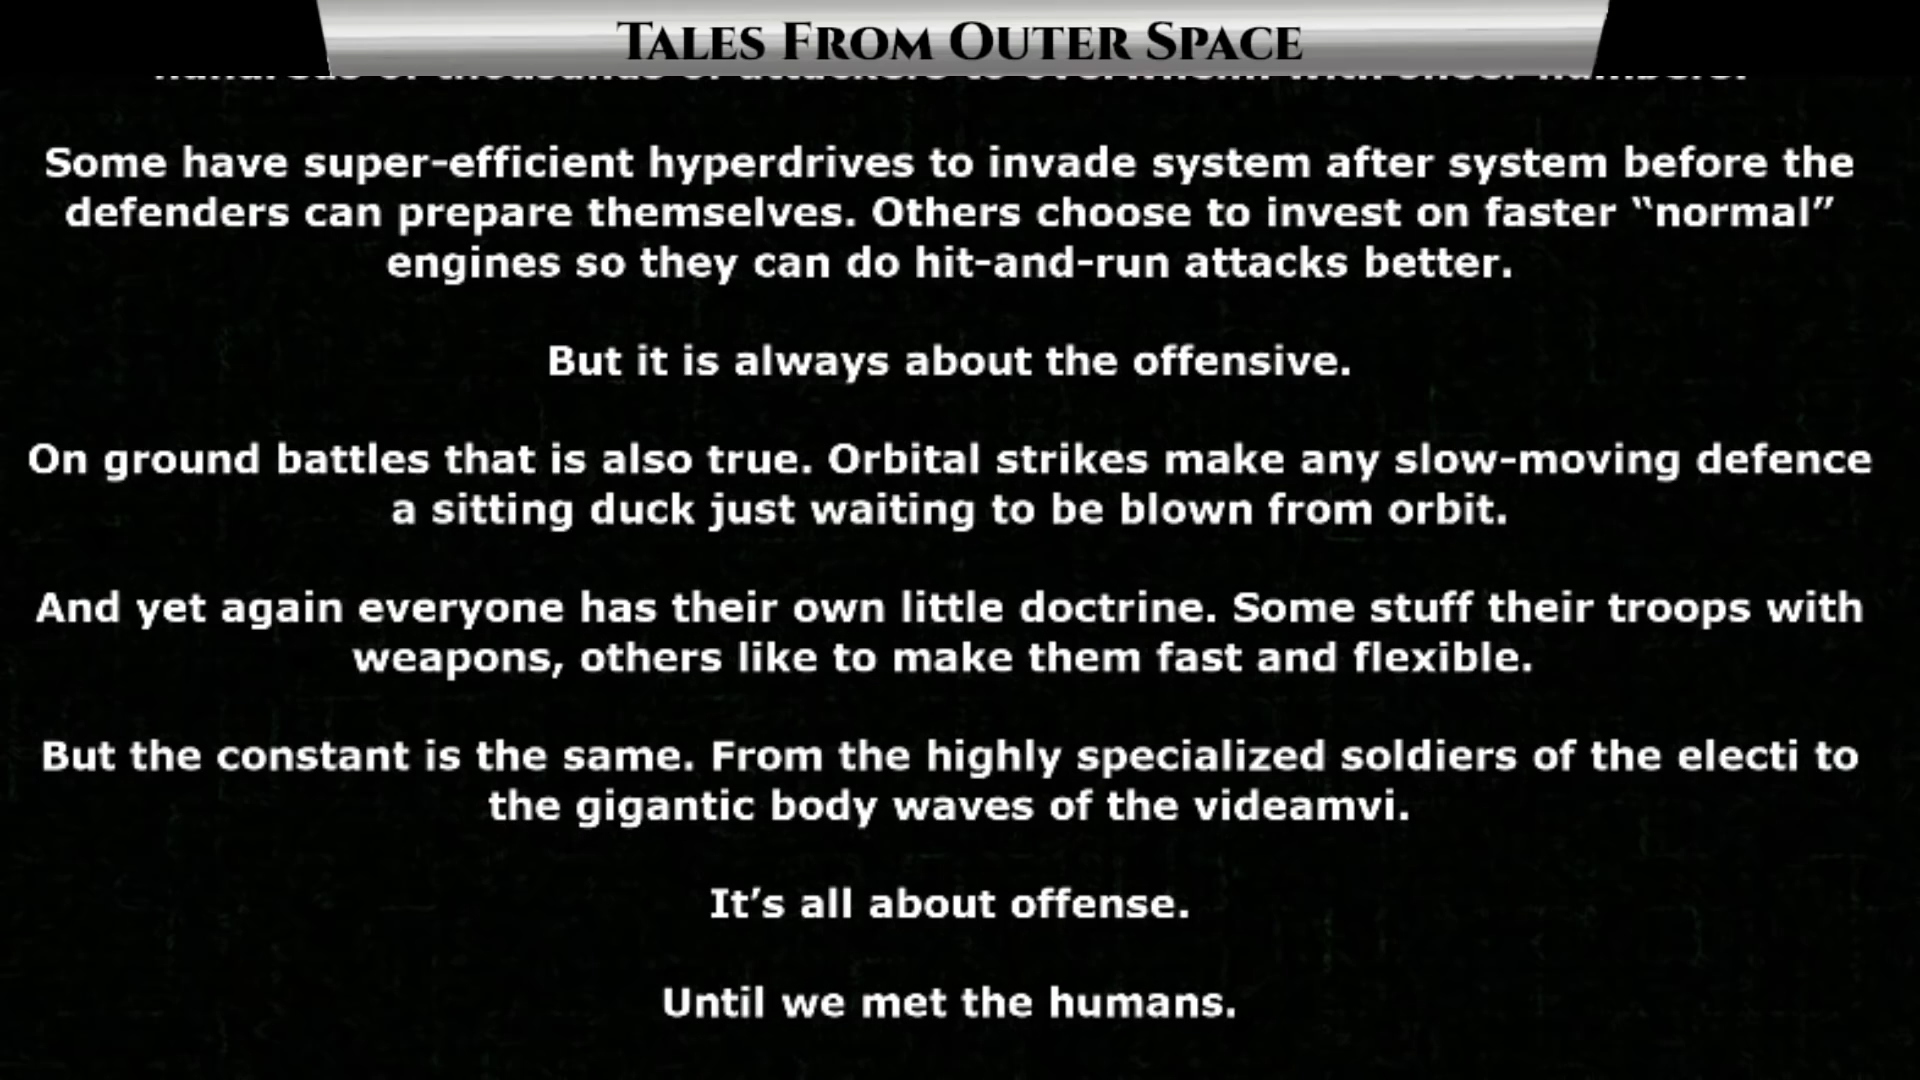 Tales From Outer Space
Some have super-efficient hyperdrives to invade system after system before the
defenders can prepare themselves. Others choose to invest on faster “normal”
engines so they can do hit-and-run attacks better.
But it is always about the offensive.
On ground battles that is also true. Orbital strikes make any slow-moving defence
a sitting duck just waiting to be blown from orbit.
And yet again everyone has their own little doctrine. Some stuff their troops with
weapons, others like to make them fast and flexible.
But the constant is the same. From the highly specialized soldiers of the electi to
the gigantic body waves of the videamvi.
It’s all about offense.
Until we met the humans.